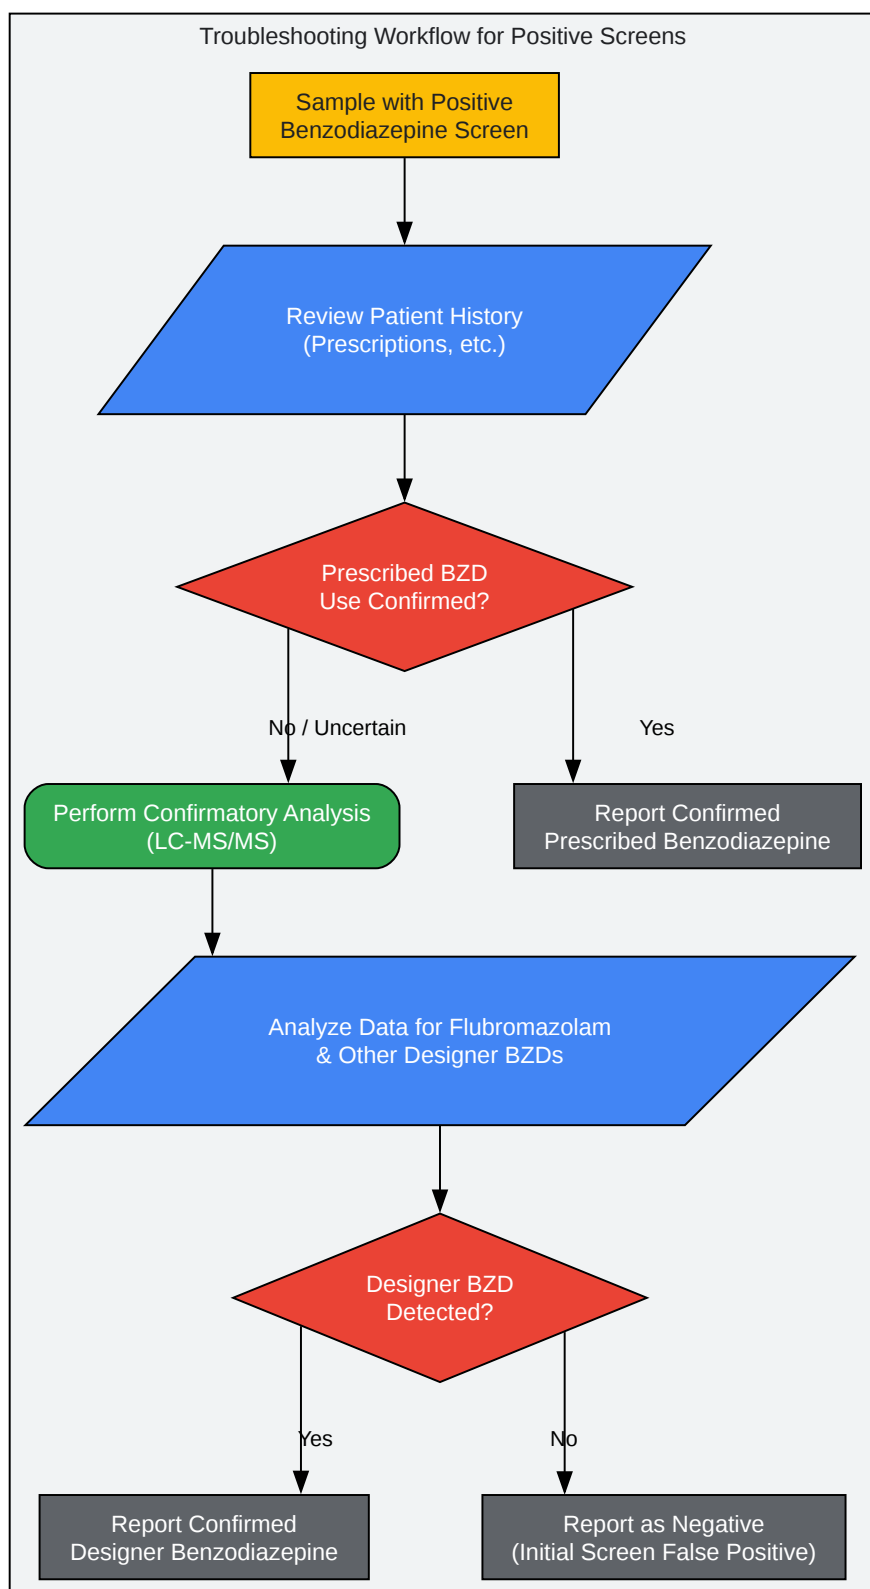 Troubleshooting Workflow for Positive Screens
Sample with Positive
Benzodiazepine Screen
Review Patient History
(Prescriptions, etc.)
Prescribed BZD
Use Confirmed?
No / Uncertain
Yes
Perform Confirmatory Analysis
(LC-MS/MS)
Report Confirmed
Prescribed Benzodiazepine
Analyze Data for Flubromazolam
& Other Designer BZDs
Designer BZD
Detected?
Yes
No
Report Confirmed
Designer Benzodiazepine
Report as Negative
(Initial Screen False Positive)